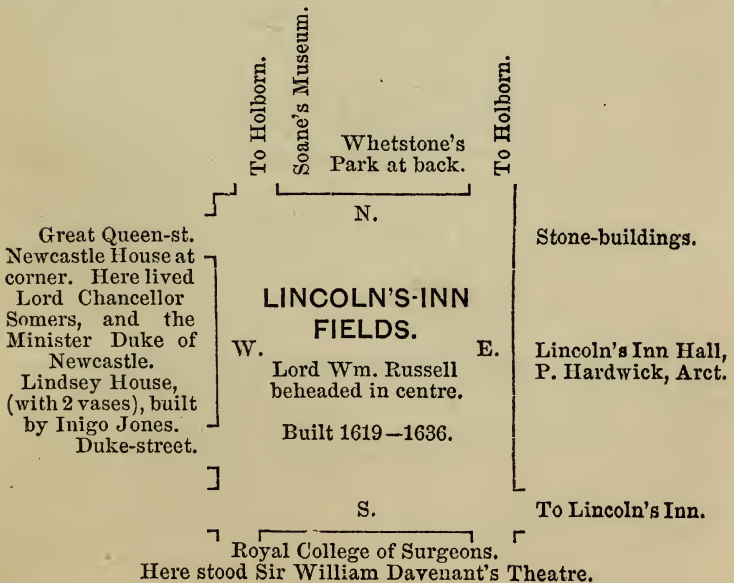 To Holborn.
Soane's Museum.
Whetstone's
Park at back.
To Holborn.
N.
Great Queen-st.
Newcastle House at
corner. Here lived
Lord Chancellor
Somers, and the
Minister Duke of
Newcastle.
Lindsey House,
(with 2 vases), built
by Inigo Jones.
Duke-street.
W.
LINCOLN'S-INN
FIELDS.
Lord Wm. Russell
beheaded in centre.
Built 1619—1636.
E.
Stone-buildings.
Lincoln's Inn Hall,
P. Hardwick, Arct.
S.
To Lincoln's Inn.
Royal College of Surgeons.
Here stood Sir William Davenant's Theatre.